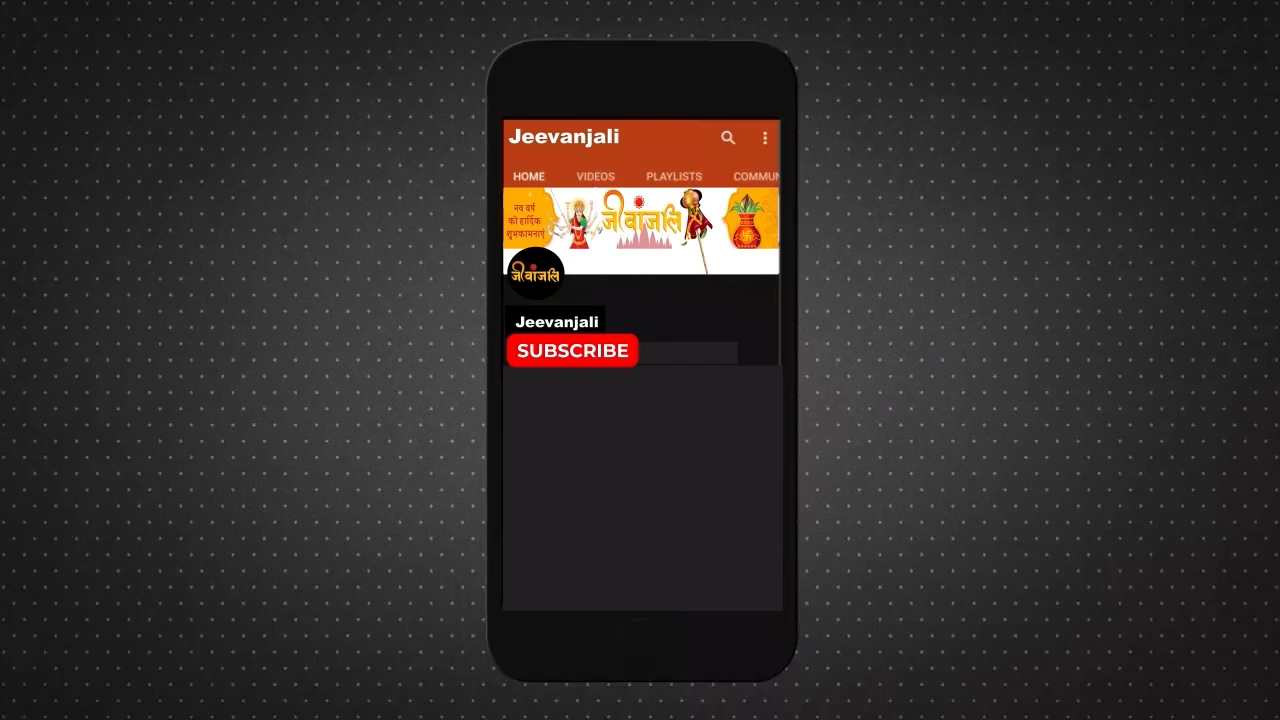 Jeevanjali
HOME VIDEOS PLAYLISTS COMMUN
नव वर्ष
की हार्दिक
शुभकामनाएं
जीवांजलि
जीवांजलि
Jeevanjali
SUBSCRIBE